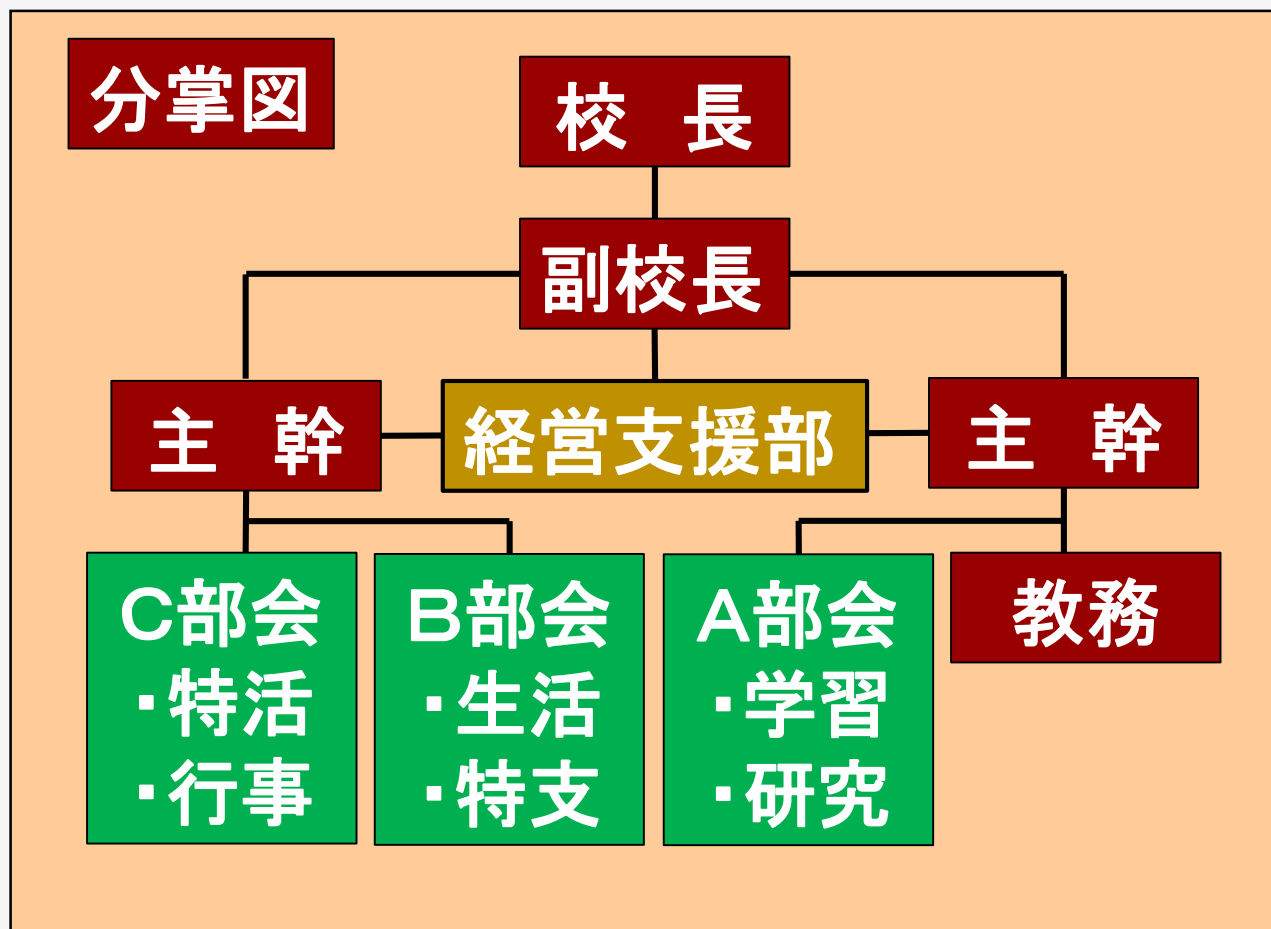 分掌図
校　長
副校長
主　幹
経営支援部
主　幹
C部会
・特活
・行事
B部会
・生活
・特支
A部会
・学習
・研究
教務